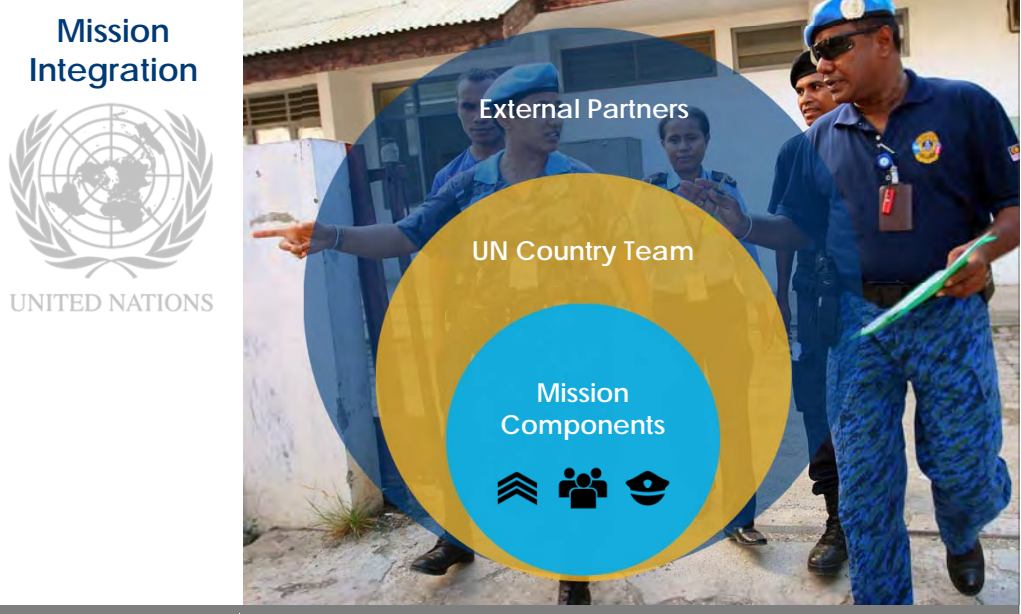 Mission
Integration
UNITED NATIONS
External Partners
UN Country Team
Mission
Components